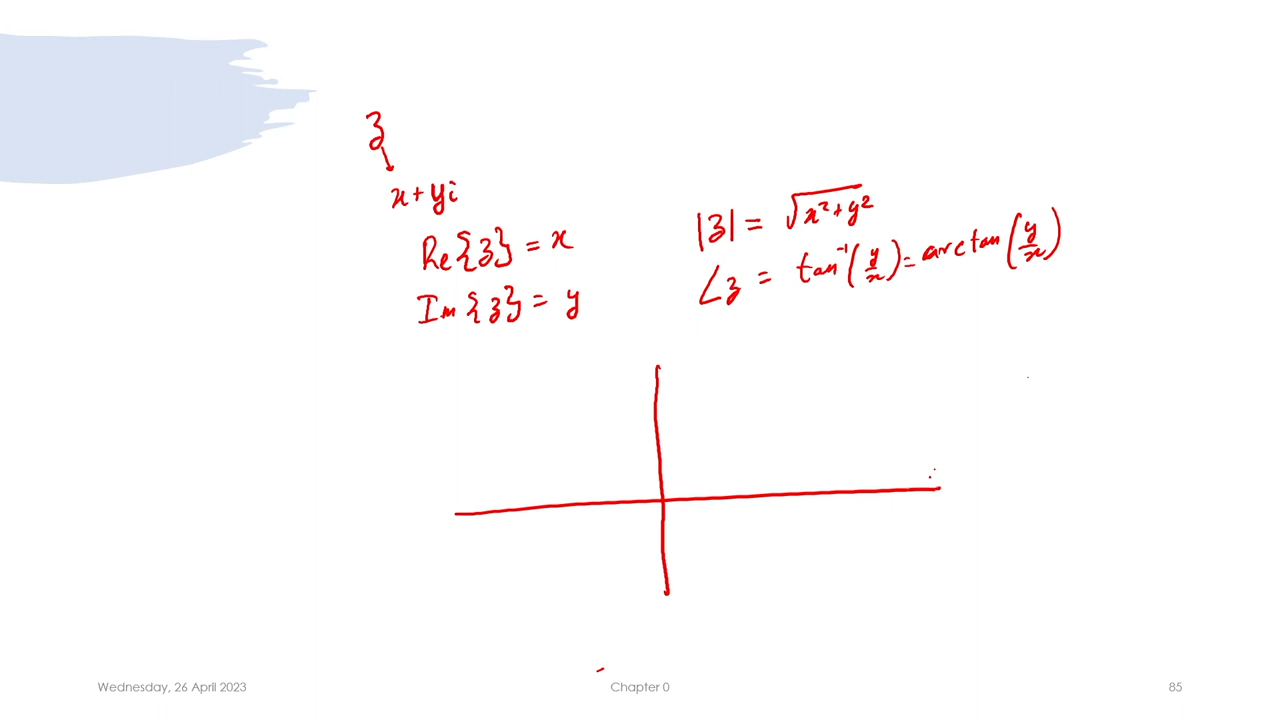 z
x + yi
Re{z} = x
Im{z} = y
|z| = √(x² + y²)
∠z = tan⁻¹(y/x) = arctan(y/x)
Wednesday, 26 April 2023
Chapter 0
85